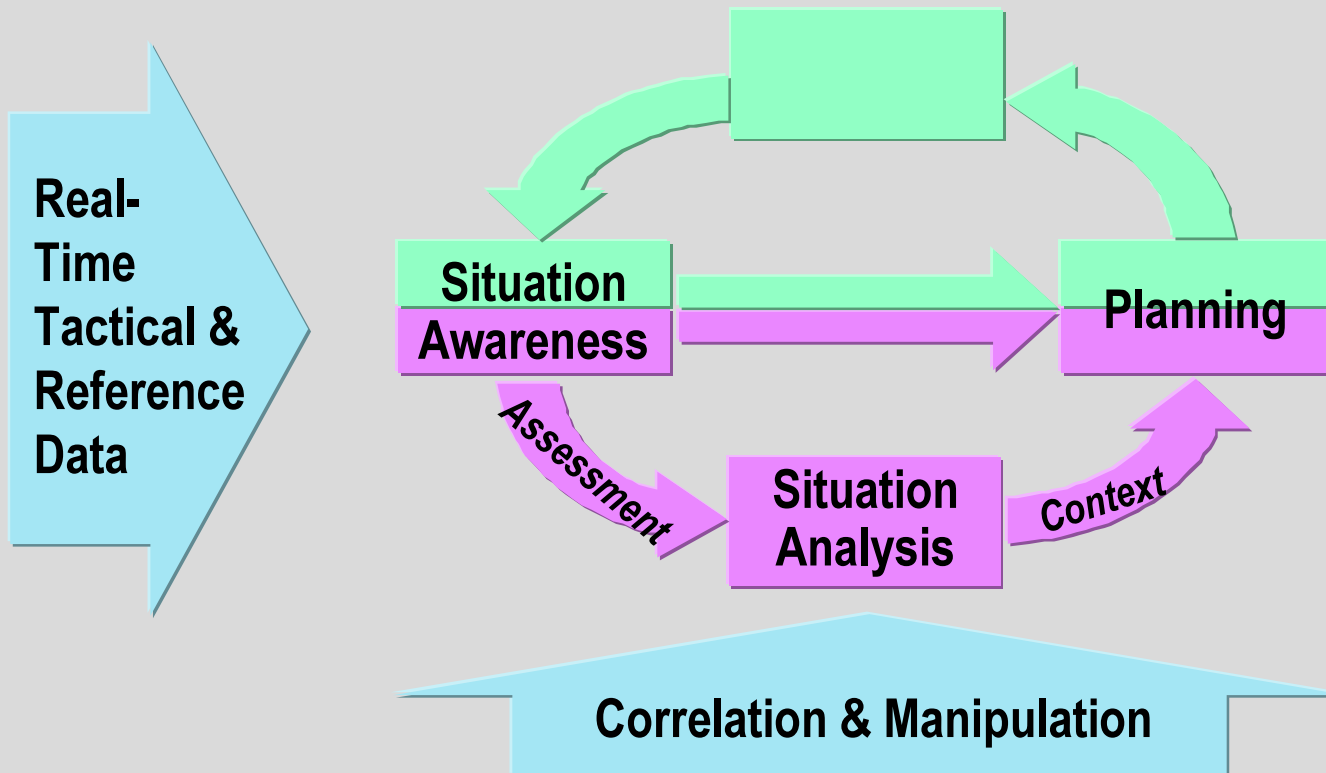 Real-
Time
Tactical &
Reference
Data
Situation
Awareness
Planning
Assessment
Situation
Analysis
Context
Correlation & Manipulation